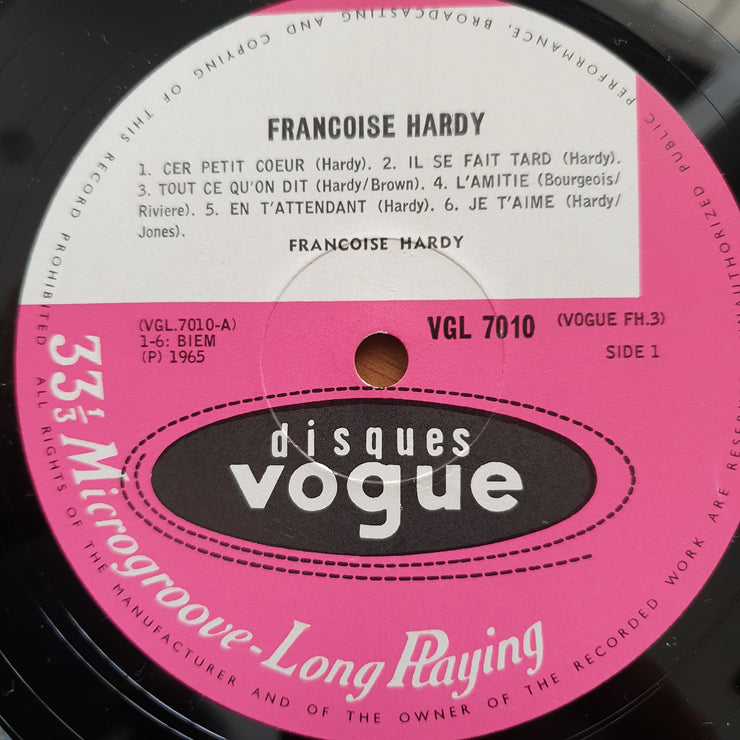 FRANCOISE HARDY
1. CER PETIT COEUR (Hardy). 2. IL SE FAIT TARD (Hardy).
3. TOUT CE QU'ON DIT (Hardy/Brown). 4. L'AMITIE (Bourgeois/
Riviere). 5. EN T'ATTENDANT (Hardy). 6. JE T'AIME (Hardy/
Jones).
FRANCOISE HARDY
(VGL.7010-A)
1-6: BIEM
(P) 1965
VGL 7010 (VOGUE FH.3)
SIDE 1
disques
vogue
33 1/3 Microgroove-Long Playing
ALL RIGHTS OF THE MANUFACTURER AND OF THE OWNER OF THE RECORDED WORK ARE RESERVED
UNAUTHORIZED PUBLIC PERFORMANCE, BROADCASTING AND COPYING OF THIS RECORD PROHIBITED